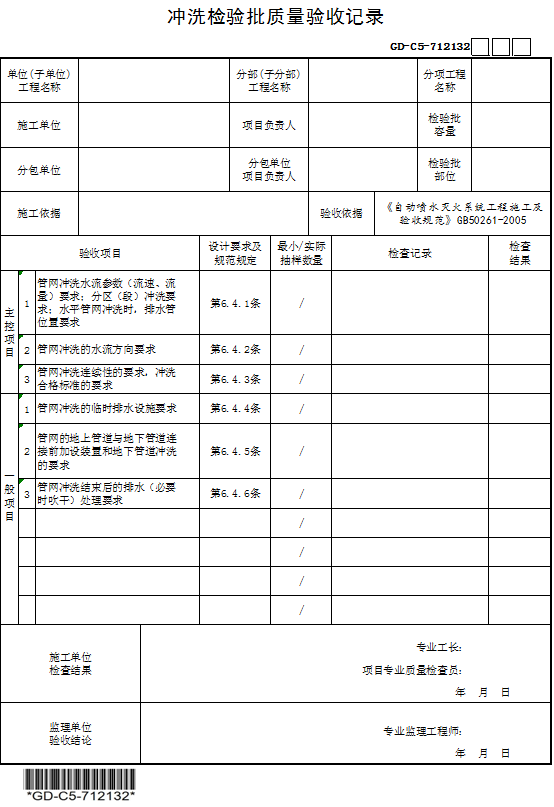 冲洗检验批质量验收记录
GD-C5-712132
单位(子单位)
工程名称
分部(子分部)
工程名称
分项工程
名称
施工单位
项目负责人
检验批
容量
分包单位
分包单位
项目负责人
检验批
部位
施工依据
验收依据
《自动喷水灭火系统工程施工及
验收规范》GB50261-2005
验收项目
设计要求及
规范规定
最小/实际
抽样数量
检查记录
检查
结果
主控项目
1
管网冲洗水流参数（流速、流
量）要求；分区（段）冲洗要
求；水平管网冲洗时，排水管
位置要求
第6.4.1条
/
2
管网冲洗的水流方向要求
第6.4.2条
/
3
管网冲洗连续性的要求，冲洗
合格标准的要求
第6.4.3条
/
一般项目
1
管网冲洗的临时排水设施要求
第6.4.4条
/
2
管网的地上管道与地下管道连
接前加设装置和地下管道冲洗
的要求
第6.4.5条
/
3
管网冲洗结束后的排水（必要
时吹干）处理要求
第6.4.6条
/
/
/
/
/
施工单位
检查结果
专业工长：
项目专业质量检查员：
年 月 日
监理单位
验收结论
专业监理工程师：
年 月 日
*GD-C5-712132*